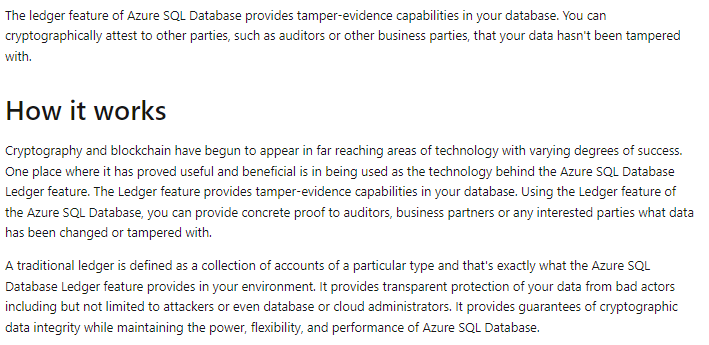 The ledger feature of Azure SQL Database provides tamper-evidence capabilities in your database. You can
cryptographically attest to other parties, such as auditors or other business parties, that your data hasn't been tampered
with.
How it works
Cryptography and blockchain have begun to appear in far reaching areas of technology with varying degrees of success.
One place where it has proved useful and beneficial is in being used as the technology behind the Azure SQL Database
Ledger feature. The Ledger feature provides tamper-evidence capabilities in your database. Using the Ledger feature of
the Azure SQL Database, you can provide concrete proof to auditors, business partners or any interested parties what data
has been changed or tampered with.
A traditional ledger is defined as a collection of accounts of a particular type and that's exactly what the Azure SQL
Database Ledger feature provides in your environment. It provides transparent protection of your data from bad actors
including but not limited to attackers or even database or cloud administrators. It provides guarantees of cryptographic
data integrity while maintaining the power, flexibility, and performance of Azure SQL Database.